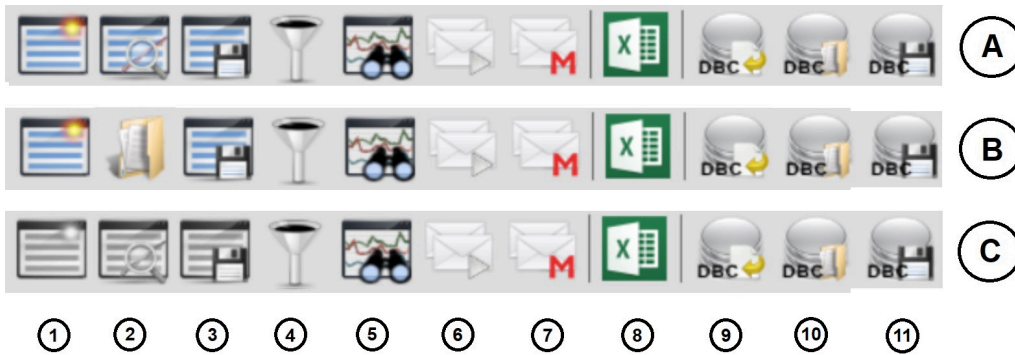 M X DBC DBC DBC A
M X DBC DBC DBC B
M X DBC DBC DBC C
1 2 3 4 5 6 7 8 9 10 11